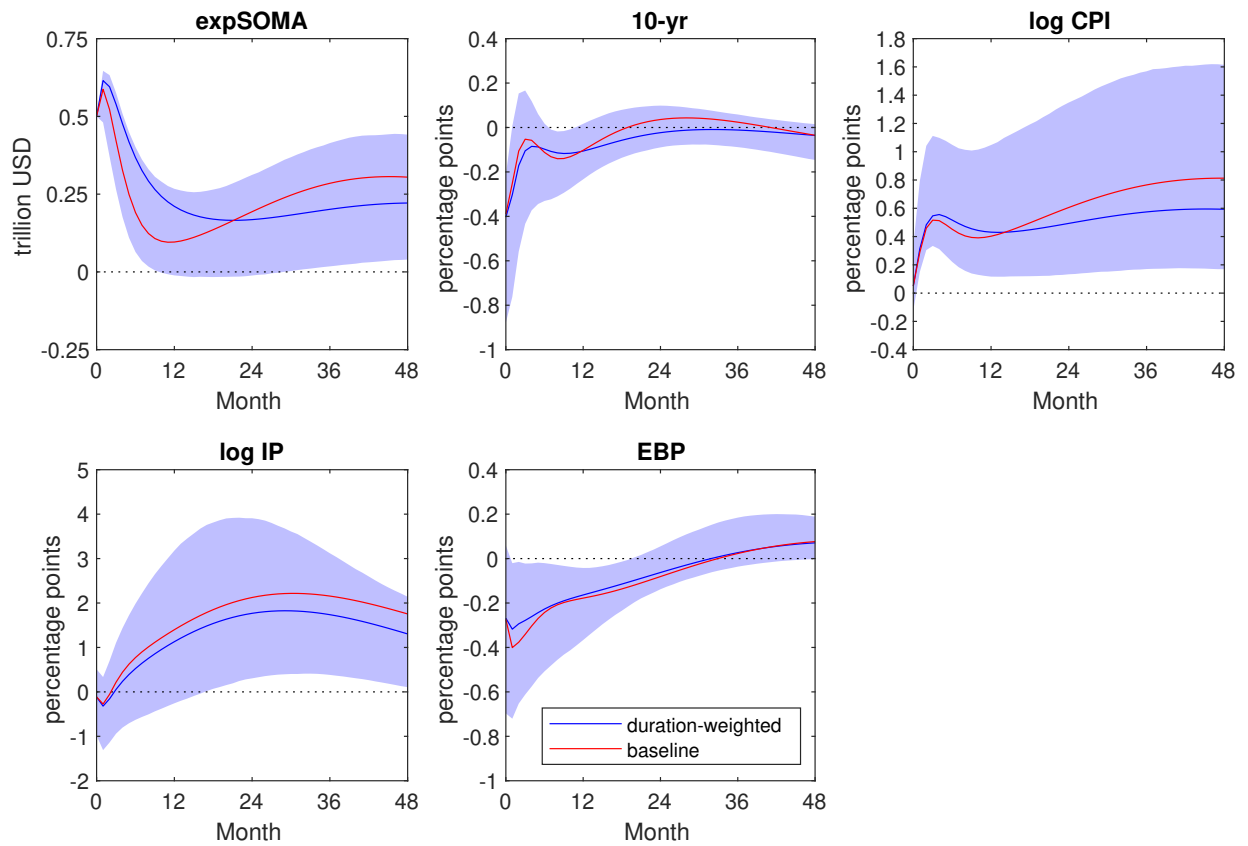 expSOMA
trillion USD
0.75
0.5
0.25
0
-0.25
0 12 24 36 48
Month
10-yr
percentage points
0.4
0.2
0
-0.2
-0.4
-0.6
-0.8
-1
0 12 24 36 48
Month
log CPI
percentage points
1.8
1.6
1.4
1.2
1
0.8
0.6
0.4
0.2
0
-0.2
-0.4
0 12 24 36 48
Month
log IP
percentage points
5
4
3
2
1
0
-1
-2
0 12 24 36 48
Month
EBP
percentage points
0.4
0.2
0
-0.2
-0.4
-0.6
-0.8
-1
0 12 24 36 48
Month
duration-weighted
baseline